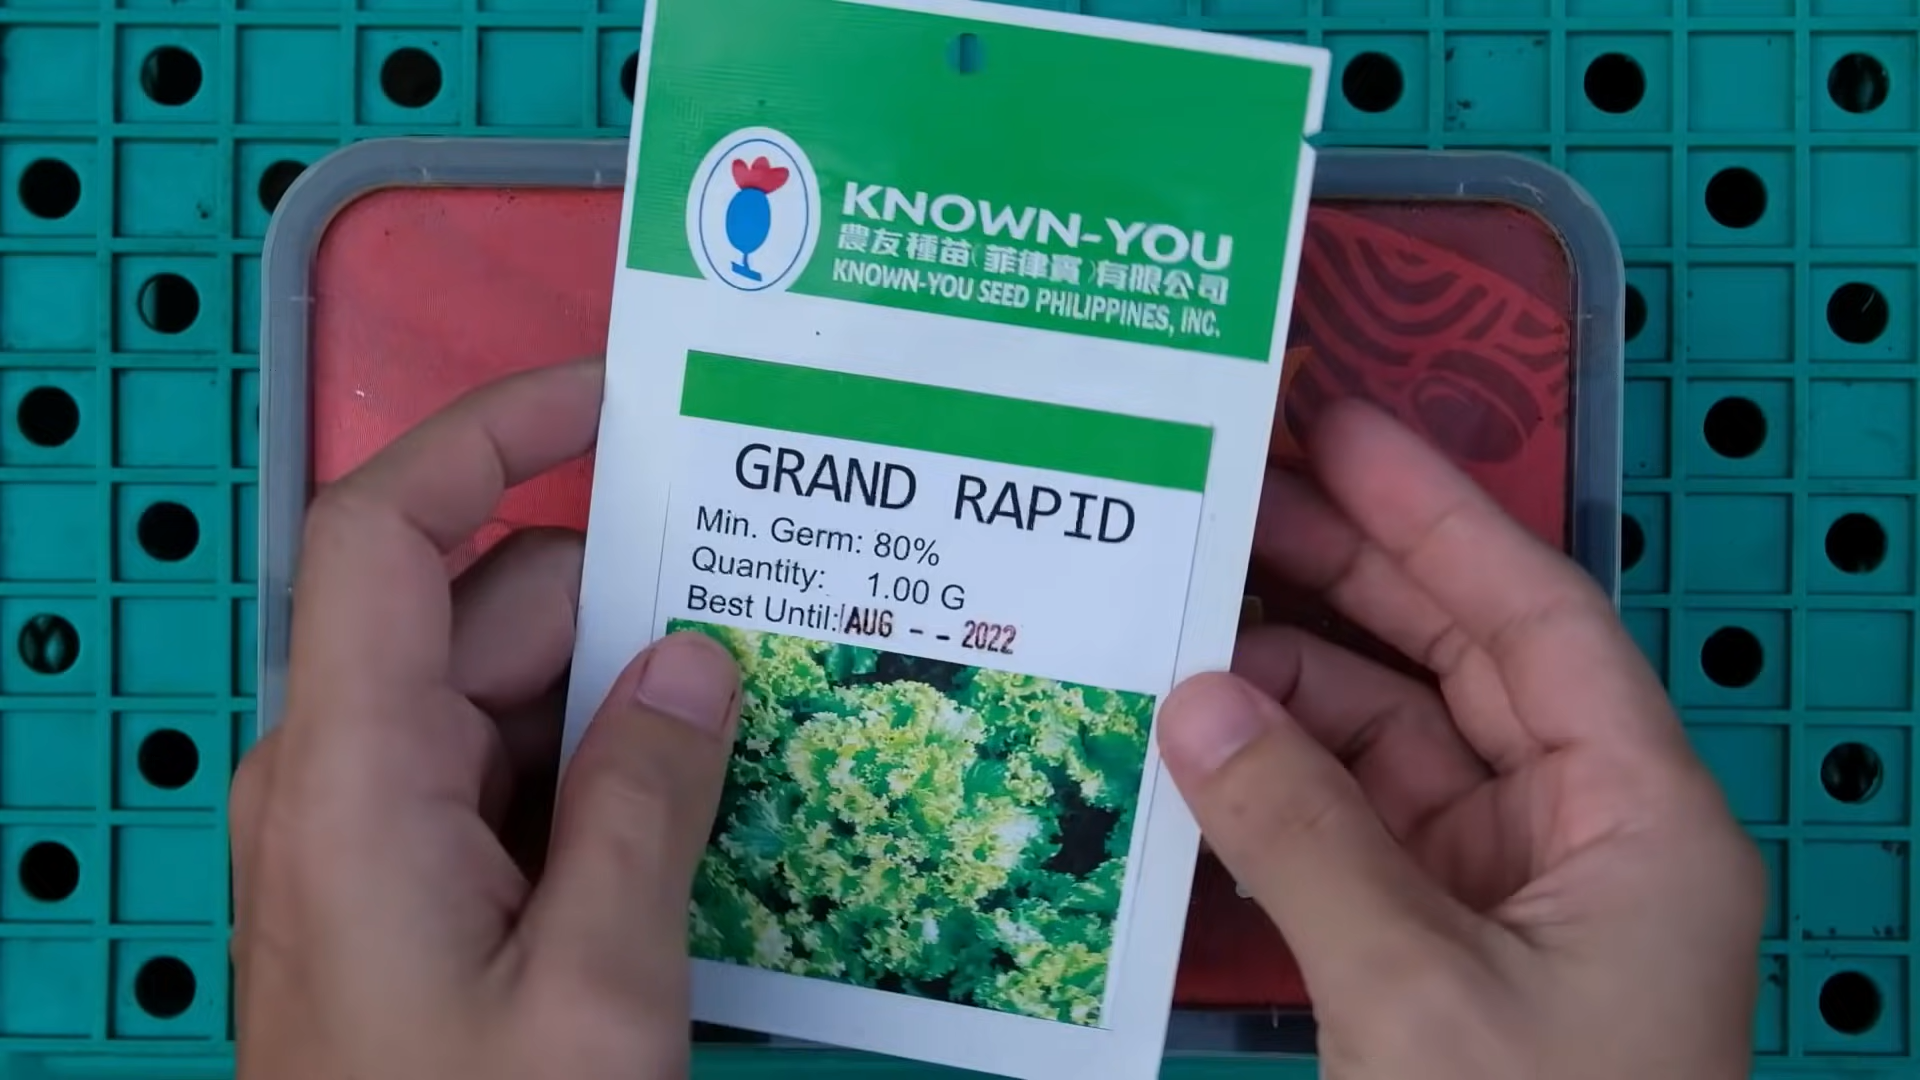 KNOWN-YOU
農友種苗(菲律賓)有限公司
KNOWN-YOU SEED PHILIPPINES, INC.
GRAND RAPID
Min. Germ: 80%
Quantity: 1.00 G
Best Until: AUG - - 2022